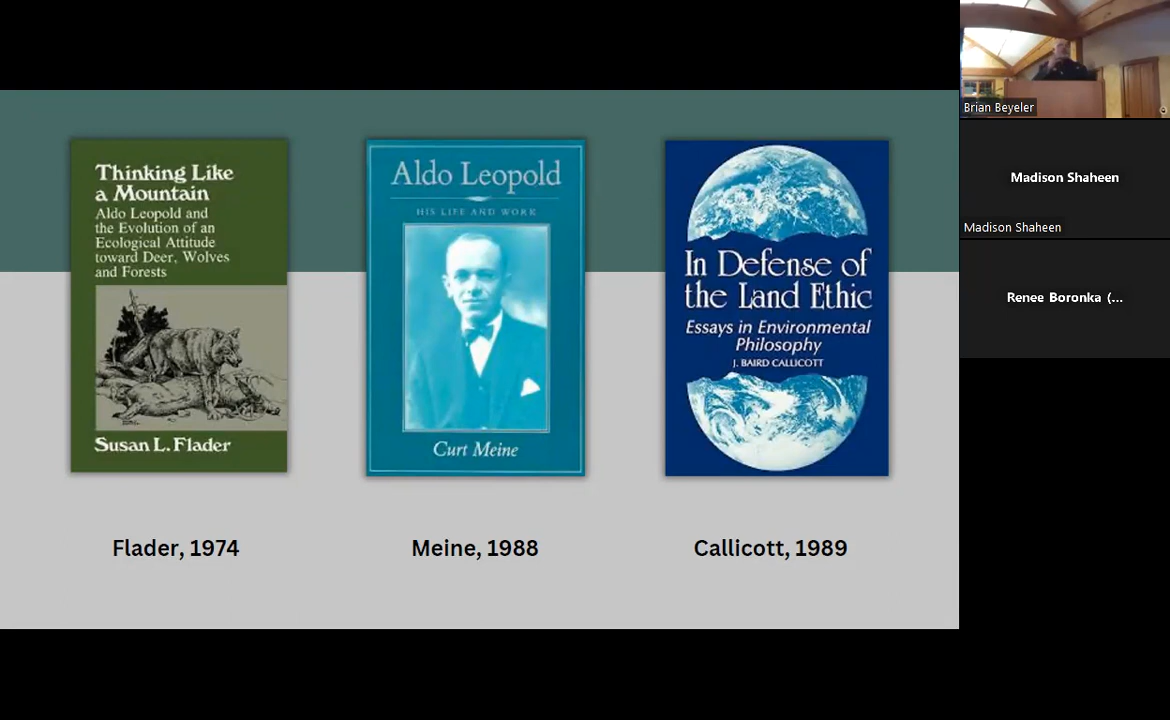 Thinking Like
a Mountain
Aldo Leopold and
the Evolution of an
Ecological Attitude
toward Deer, Wolves
and Forests
Susan L. Flader
Aldo Leopold
HIS LIFE AND WORK
Curt Meine
In Defense of
the Land Ethic
Essays in Environmental
Philosophy
J. BAIRD CALLICOTT
Flader, 1974
Meine, 1988
Callicott, 1989
Brian Beyeler
Madison Shaheen
Madison Shaheen
Renee Boronka (...